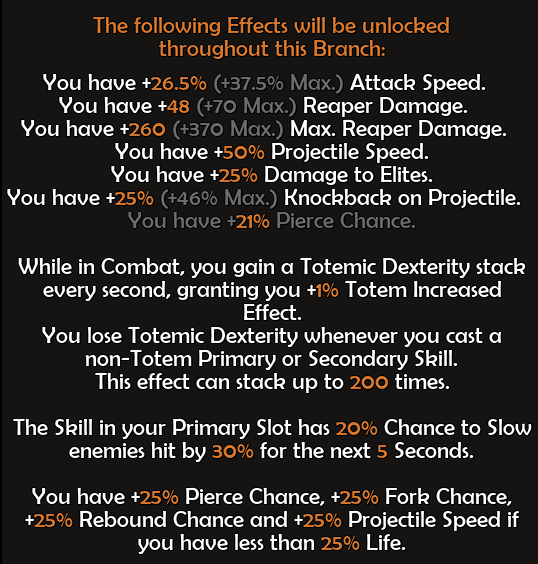 The following Effects will be unlocked
throughout this Branch:
You have +26.5% (+37.5% Max.) Attack Speed.
You have +48 (+70 Max.) Reaper Damage.
You have +260 (+370 Max.) Max. Reaper Damage.
You have +50% Projectile Speed.
You have +25% Damage to Elites.
You have +25% (+46% Max.) Knockback on Projectile.
You have +21% Pierce Chance.
While in Combat, you gain a Totemic Dexterity stack
every second, granting you +1% Totem Increased
Effect.
You lose Totemic Dexterity whenever you cast a
non-Totem Primary or Secondary Skill.
This effect can stack up to 200 times.
The Skill in your Primary Slot has 20% Chance to Slow
enemies hit by 30% for the next 5 Seconds.
You have +25% Pierce Chance, +25% Fork Chance,
+25% Rebound Chance and +25% Projectile Speed if
you have less than 25% Life.